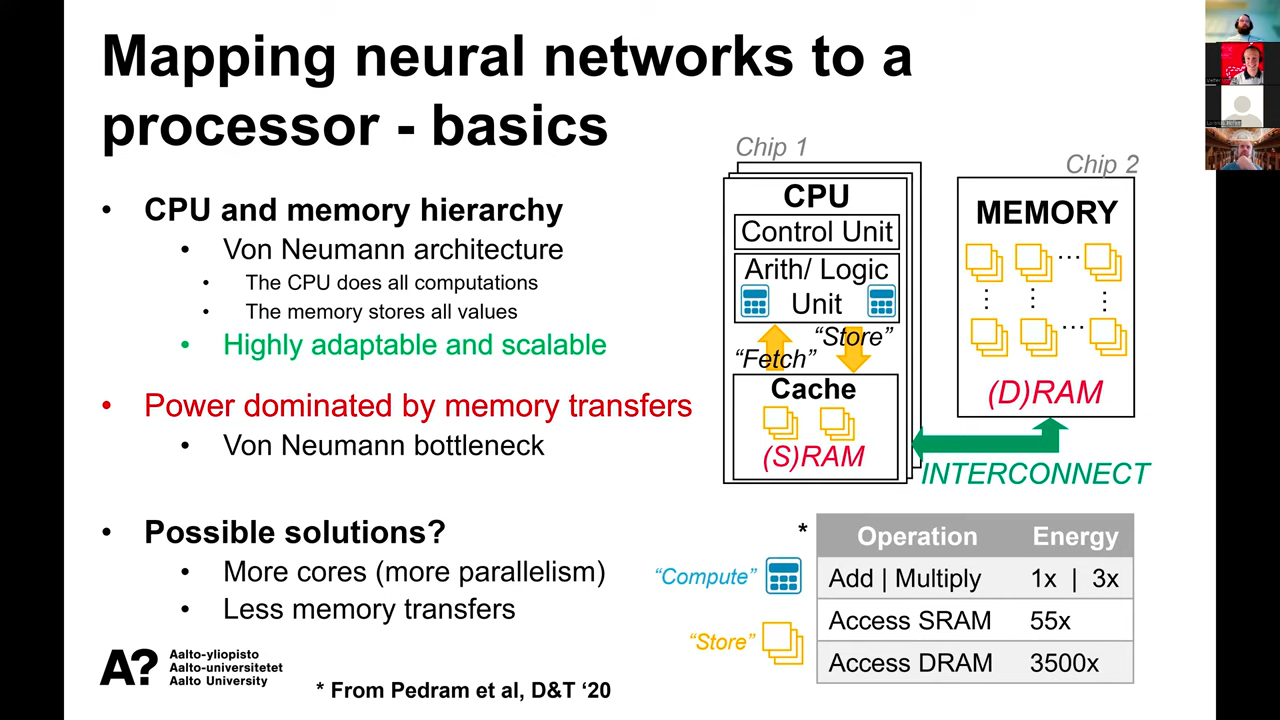 Mapping neural networks to a
processor - basics
• CPU and memory hierarchy
• Von Neumann architecture
• The CPU does all computations
• The memory stores all values
• Highly adaptable and scalable
• Power dominated by memory transfers
• Von Neumann bottleneck
• Possible solutions?
• More cores (more parallelism)
• Less memory transfers
Chip 1
CPU
Control Unit
Arith/ Logic
Unit
"Fetch"
"Store"
Cache
(S)RAM
Chip 2
MEMORY
(D)RAM
INTERCONNECT
*
Operation Energy
"Compute" Add | Multiply 1x | 3x
Access SRAM 55x
"Store"
Access DRAM 3500x
A?
Aalto-yliopisto
Aalto-universitetet
Aalto University
* From Pedram et al, D&T ‘20